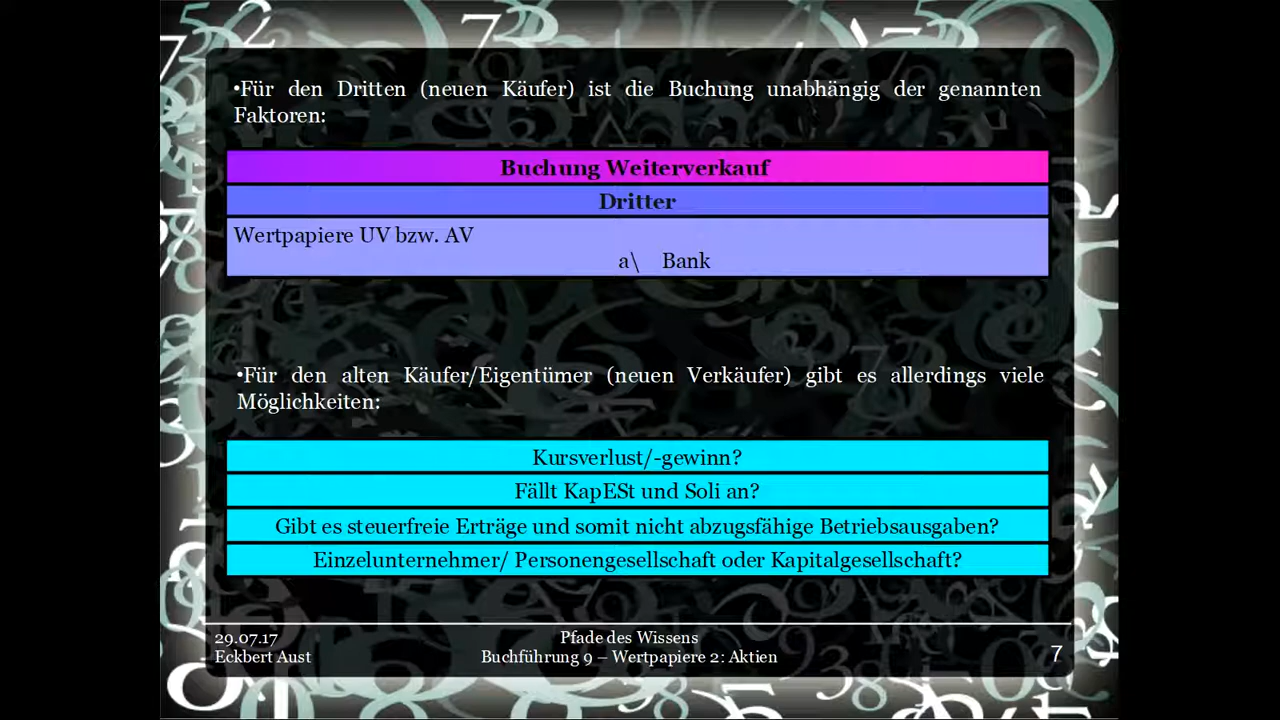 •Für den Dritten (neuen Käufer) ist die Buchung unabhängig der genannten
Faktoren:
Buchung Weiterverkauf
Dritter
Wertpapiere UV bzw. AV
a\ Bank
•Für den alten Käufer/Eigentümer (neuen Verkäufer) gibt es allerdings viele
Möglichkeiten:
Kursverlust/-gewinn?
Fällt KapESt und Soli an?
Gibt es steuerfreie Erträge und somit nicht abzugsfähige Betriebsausgaben?
Einzelunternehmer/ Personengesellschaft oder Kapitalgesellschaft?
29.07.17
Eckbert Aust
Pfade des Wissens
Buchführung 9 – Wertpapiere 2: Aktien
7